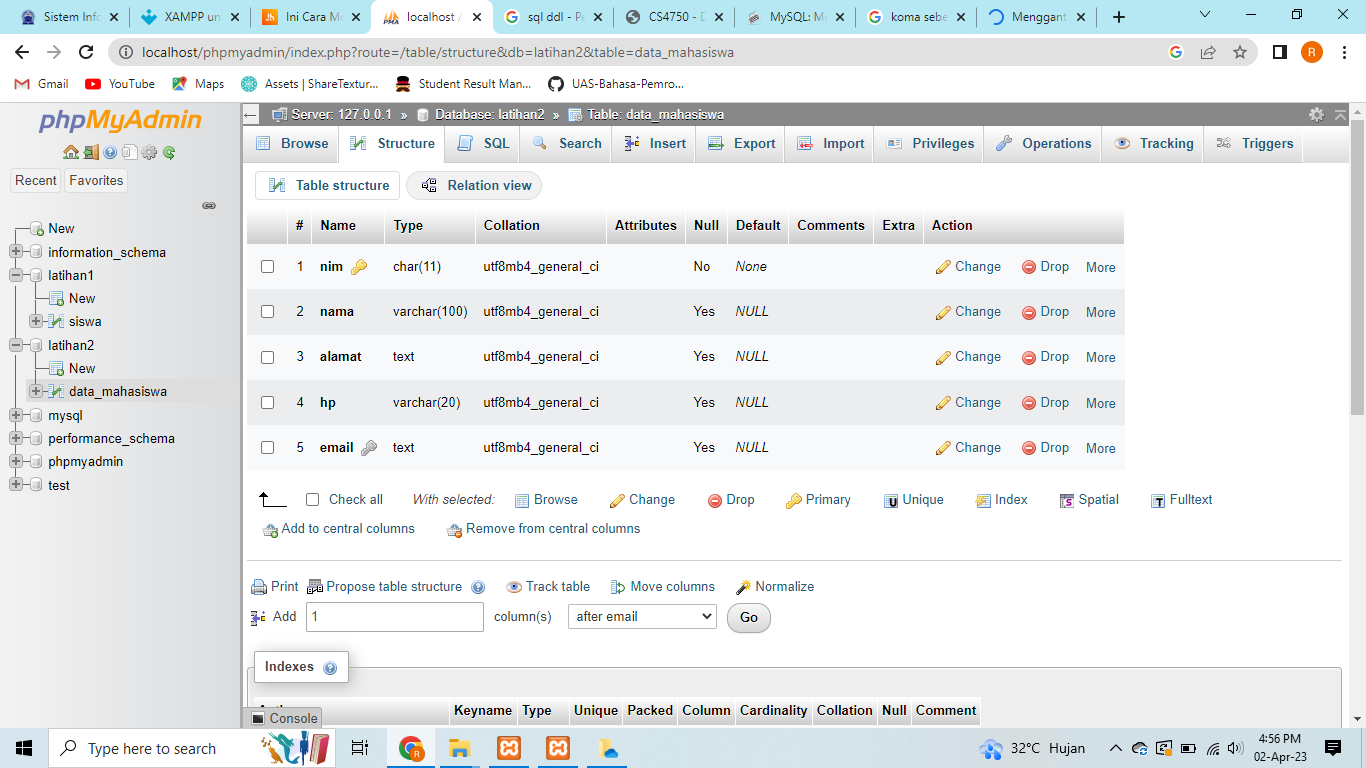 Sistem Info
XAMPP un
Ini Cara Me
localhost /
sql ddl - Pe
CS4750 - D
MySQL: M
koma sebe
Menggant
localhost/phpmyadmin/index.php?route=/table/structure&db=latihan2&table=data_mahasiswa
R
Gmail
YouTube
Maps
Assets | ShareTextur...
Student Result Man...
UAS-Bahasa-Pemro...
phpMyAdmin
Recent
Favorites
New
information_schema
latihan1
New
siswa
latihan2
New
data_mahasiswa
mysql
performance_schema
phpmyadmin
test
Server: 127.0.0.1 » Database: latihan2 » Table: data_mahasiswa
Browse Structure SQL Search Insert Export Import Privileges Operations Tracking Triggers
Table structure Relation view
# Name Type Collation Attributes Null Default Comments Extra Action
1 nim char(11) utf8mb4_general_ci No None Change Drop More
2 nama varchar(100) utf8mb4_general_ci Yes NULL Change Drop More
3 alamat text utf8mb4_general_ci Yes NULL Change Drop More
4 hp varchar(20) utf8mb4_general_ci Yes NULL Change Drop More
5 email text utf8mb4_general_ci Yes NULL Change Drop More
Check all With selected: Browse Change Drop Primary Unique Index Spatial Fulltext
Add to central columns Remove from central columns
Print Propose table structure Track table Move columns Normalize
Add 1 column(s) after email Go
Indexes
Keyname Type Unique Packed Column Cardinality Collation Null Comment
Console
Type here to search
32°C Hujan
4:56 PM
02-Apr-23